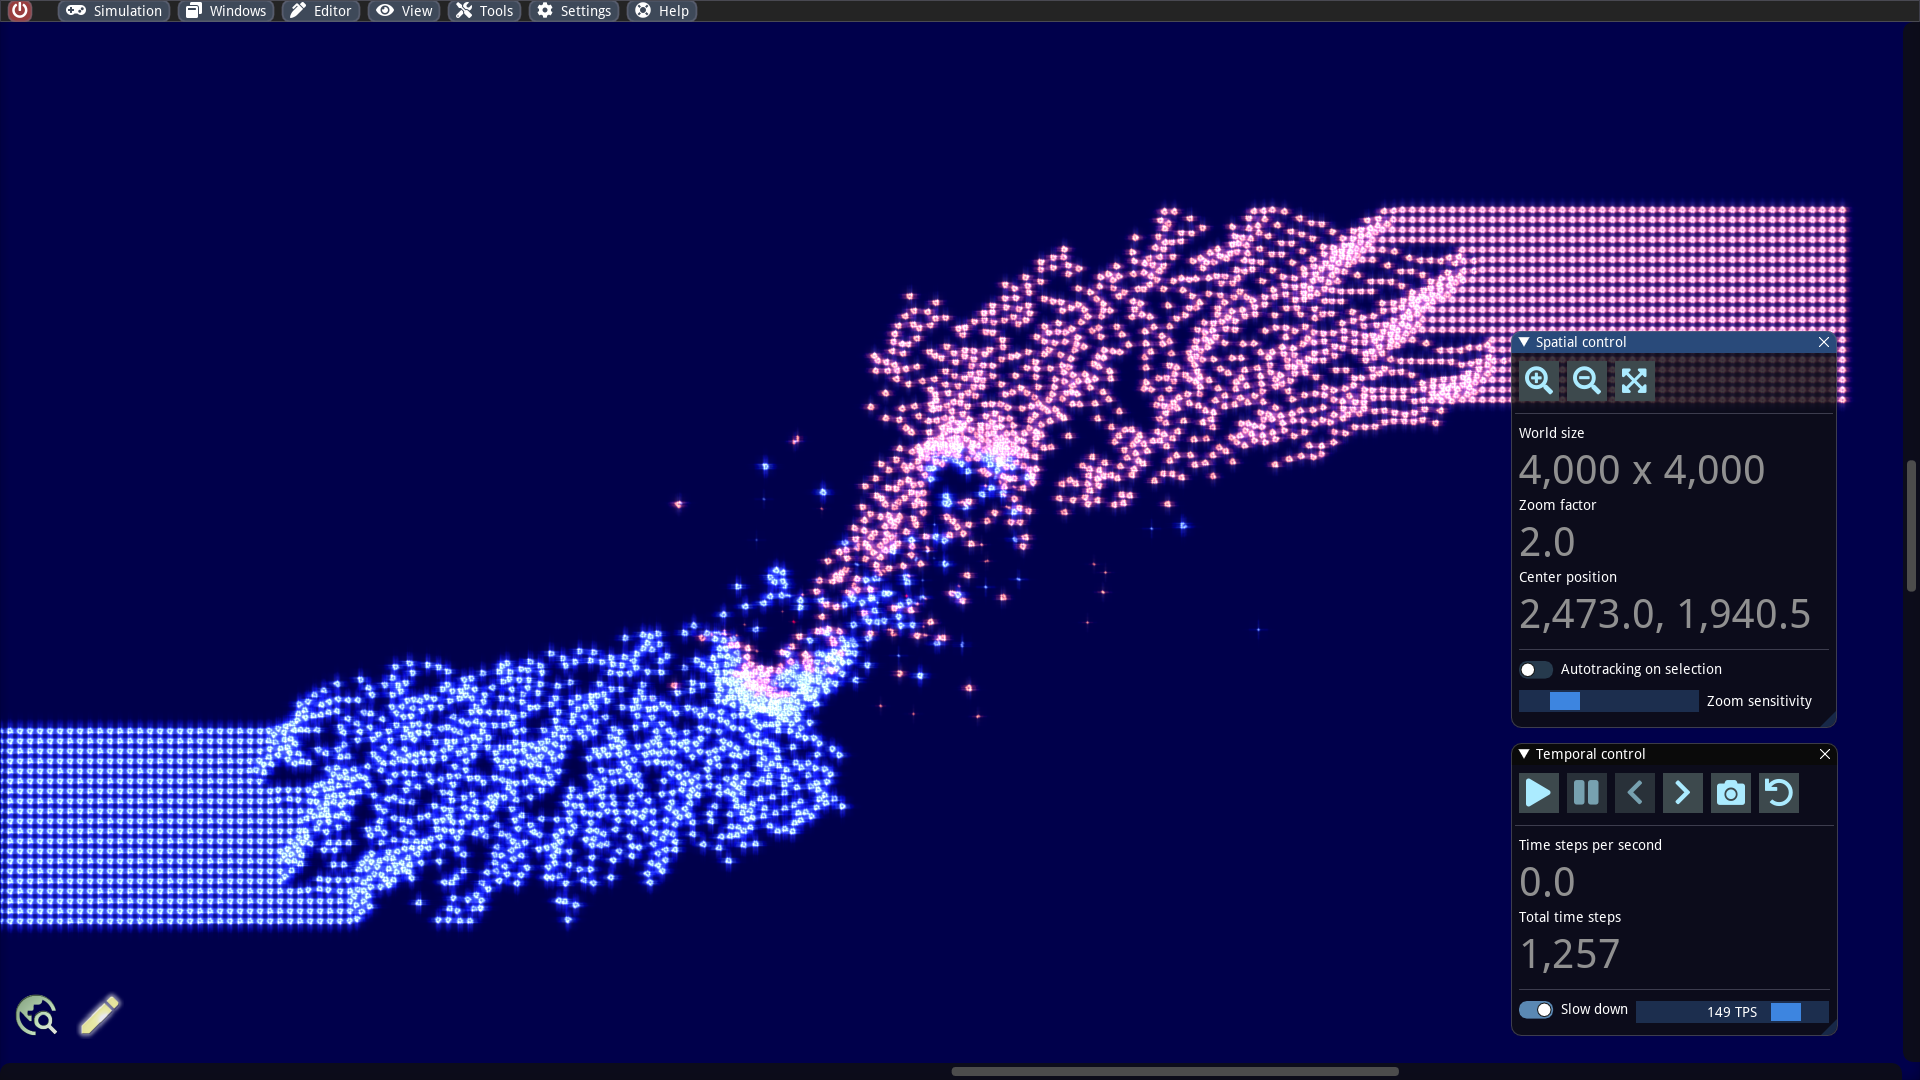 Simulation Windows Editor View Tools Settings Help
Spatial control
World size
4,000 x 4,000
Zoom factor
2.0
Center position
2,473.0, 1,940.5
Autotracking on selection
Zoom sensitivity
Temporal control
Time steps per second
0.0
Total time steps
1,257
Slow down 149 TPS